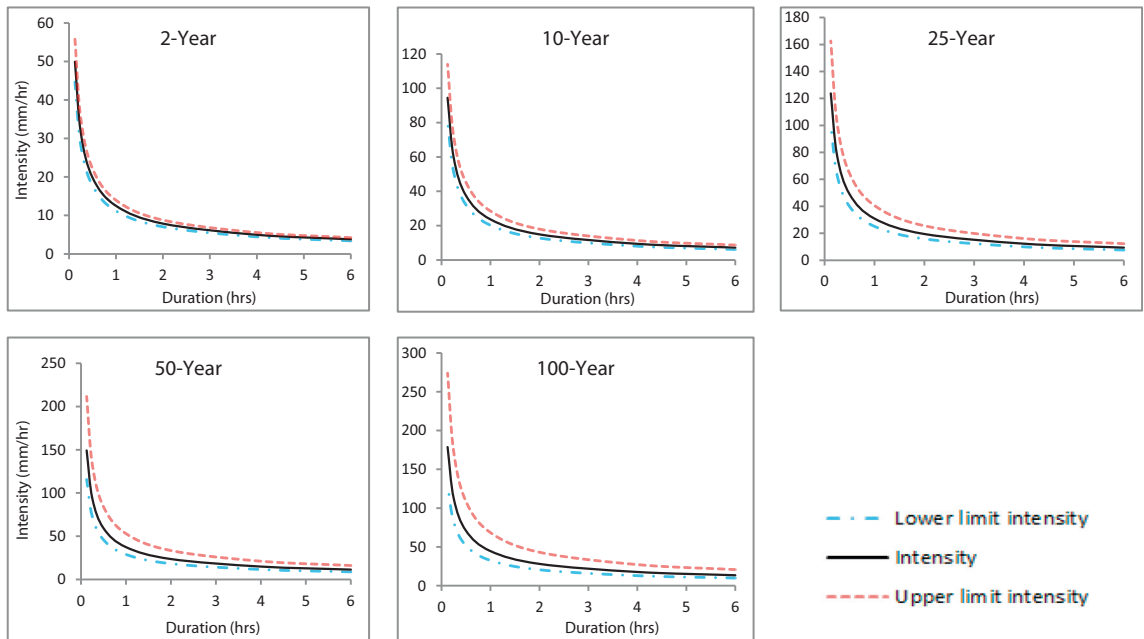 2-Year
60
50
40
30
20
10
0
Intensity (mm/hr)
0 1 2 3 4 5 6
Duration (hrs)
10-Year
120
100
80
60
40
20
0
0 1 2 3 4 5 6
Duration (hrs)
25-Year
180
160
140
120
100
80
60
40
20
0
0 1 2 3 4 5 6
Duration (hrs)
50-Year
250
200
150
100
50
0
Intensity (mm/hr)
0 1 2 3 4 5 6
Duration (hrs)
100-Year
300
250
200
150
100
50
0
0 1 2 3 4 5 6
Duration (hrs)
Lower limit intensity
Intensity
Upper limit intensity